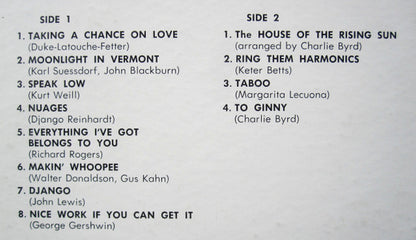 SIDE 1
1. TAKING A CHANCE ON LOVE
(Duke-Latouche-Fetter)
2. MOONLIGHT IN VERMONT
(Karl Suessdorf, John Blackburn)
3. SPEAK LOW
(Kurt Weill)
4. NUAGES
(Django Reinhardt)
5. EVERYTHING I'VE GOT
BELONGS TO YOU
(Richard Rogers)
6. MAKIN' WHOOPEE
(Walter Donaldson, Gus Kahn)
7. DJANGO
(John Lewis)
8. NICE WORK IF YOU CAN GET IT
(George Gershwin)
SIDE 2
1. The HOUSE OF THE RISING SUN
(arranged by Charlie Byrd)
2. RING THEM HARMONICS
(Keter Betts)
3. TABOO
(Margarita Lecuona)
4. TO GINNY
(Charlie Byrd)